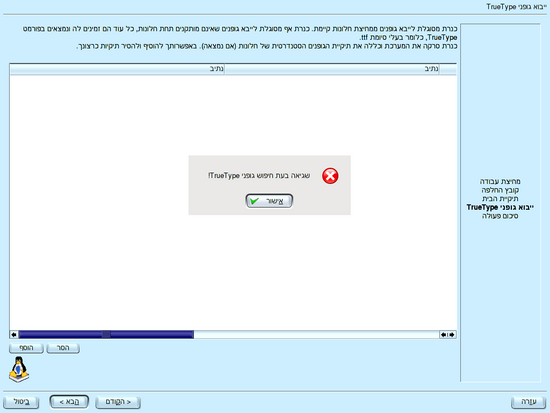 ייבוא גופני TrueType
כנרת מסוגלת לייבא גופנים ממחיצת חלונות קיימת. כנרת אף מסוגלת לייבא גופנים שאינם מותקנים תחת חלונות, כל עוד הם זמינים לה ונמצאים בפורמט
TrueType, כלומר בעלי סיומת ttf.
כנרת סרקה את המערכת וכללה את תיקיית הגופנים הסטנדרטית של חלונות (אם נמצאה). באפשרותך להוסיף ולהסיר תיקיות כרצונך.
נתיב
נתיב
שגיאה בעת חיפוש גופני TrueType!
אישור
מחיצת עבודה
קובץ החלפה
תיקיית הבית
ייבוא גופני TrueType
סיכום פעולה
הסר
הוסף
עזרה
< הקודם
הבא >
ביטול